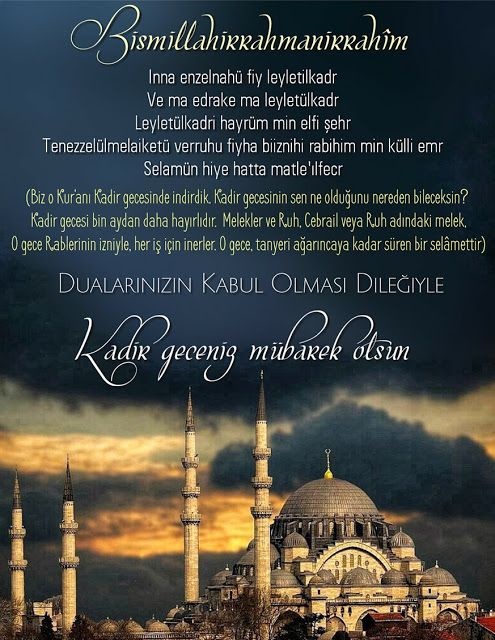 Bismillahirrahmanirrahîm
Inna enzelnahü fiy leyletilkadr
Ve ma edrake ma leyletülkadr
Leyletülkadri hayrüm min elfi şehr
Tenezzelülmelaiketü verruhu fiyha biiznihi rabihim min külli emr
Selamün hiye hatta matle'ılfecr
(Biz o Kur'anı Kadir gecesinde indirdik. Kadir gecesinin sen ne olduğunu nereden bileceksin?
Kadir gecesi bin aydan daha hayırlıdır. Melekler ve Ruh, Cebrail veya Ruh adındaki melek,
O gece Rablerinin izniyle, her iş için inerler. O gece, tanyeri ağarıncaya kadar süren bir selâmettir)
Dualarınızın Kabul Olması Dileğiyle
Kadir geceniz mübarek olsun